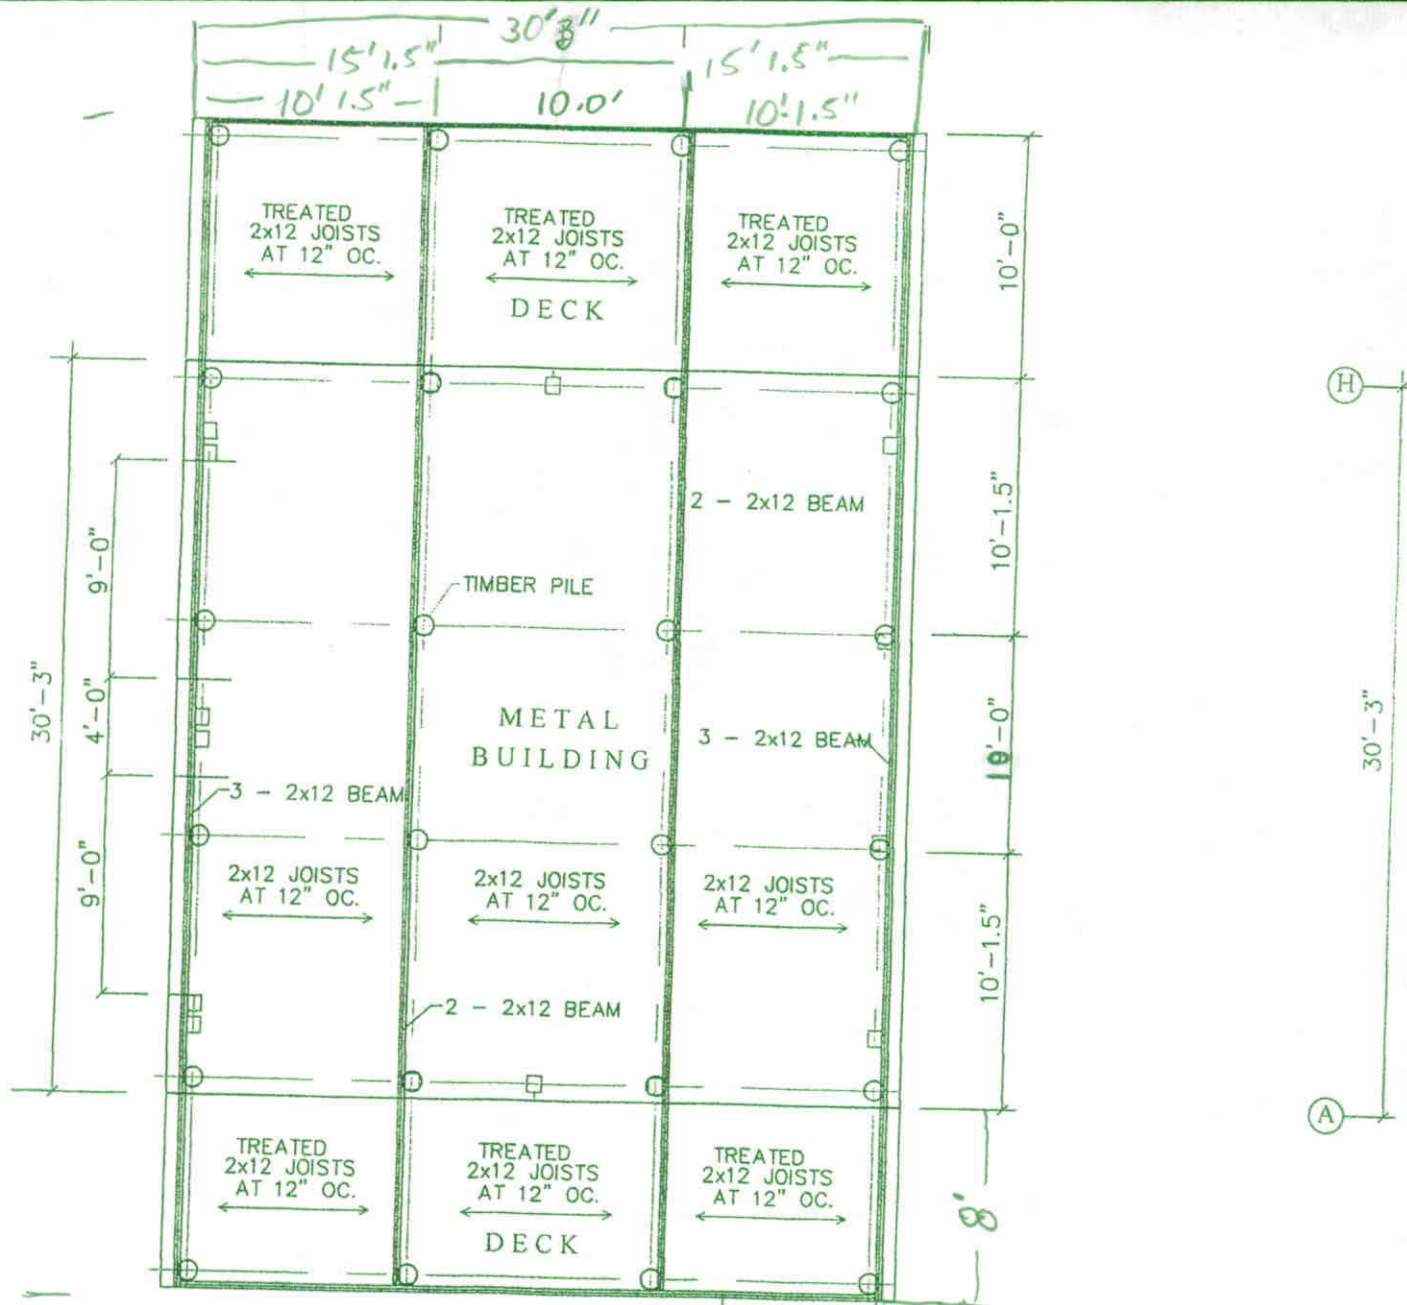 30'3"
15'1.5"
15'1.5"
10'1.5"
10.0'
10'-1.5"
TREATED
2x12 JOISTS
AT 12" OC.
TREATED
2x12 JOISTS
AT 12" OC.
TREATED
2x12 JOISTS
AT 12" OC.
DECK
10'-0"
H
2 - 2x12 BEAM
10'-1.5"
9'-0"
TIMBER PILE
30'-3"
4'-0"
METAL
BUILDING
3 - 2x12 BEAM
10'-0"
30'-3"
3 - 2x12 BEAM
9'-0"
2x12 JOISTS
AT 12" OC.
2x12 JOISTS
AT 12" OC.
2x12 JOISTS
AT 12" OC.
10'-1.5"
2 - 2x12 BEAM
A
TREATED
2x12 JOISTS
AT 12" OC.
TREATED
2x12 JOISTS
AT 12" OC.
TREATED
2x12 JOISTS
AT 12" OC.
8'
DECK